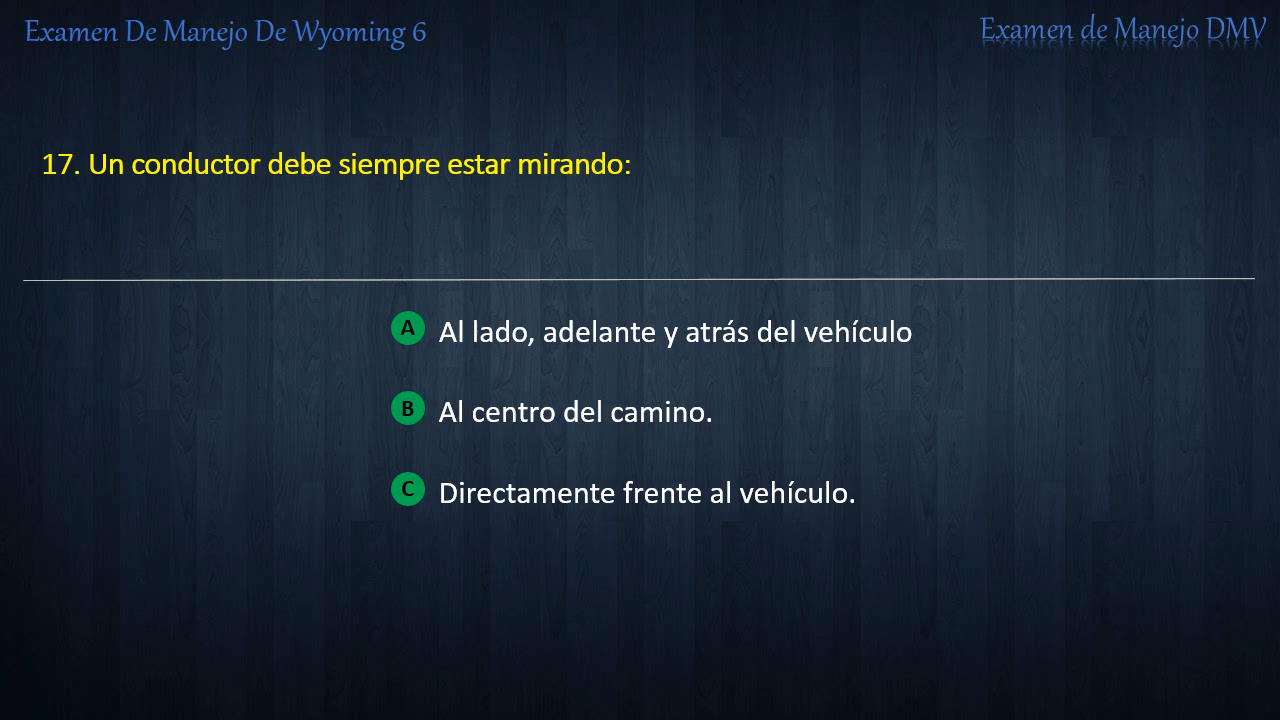 Examen De Manejo De Wyoming 6
Examen de Manejo DMV
17. Un conductor debe siempre estar mirando:
A Al lado, adelante y atrás del vehículo
B Al centro del camino.
C Directamente frente al vehículo.